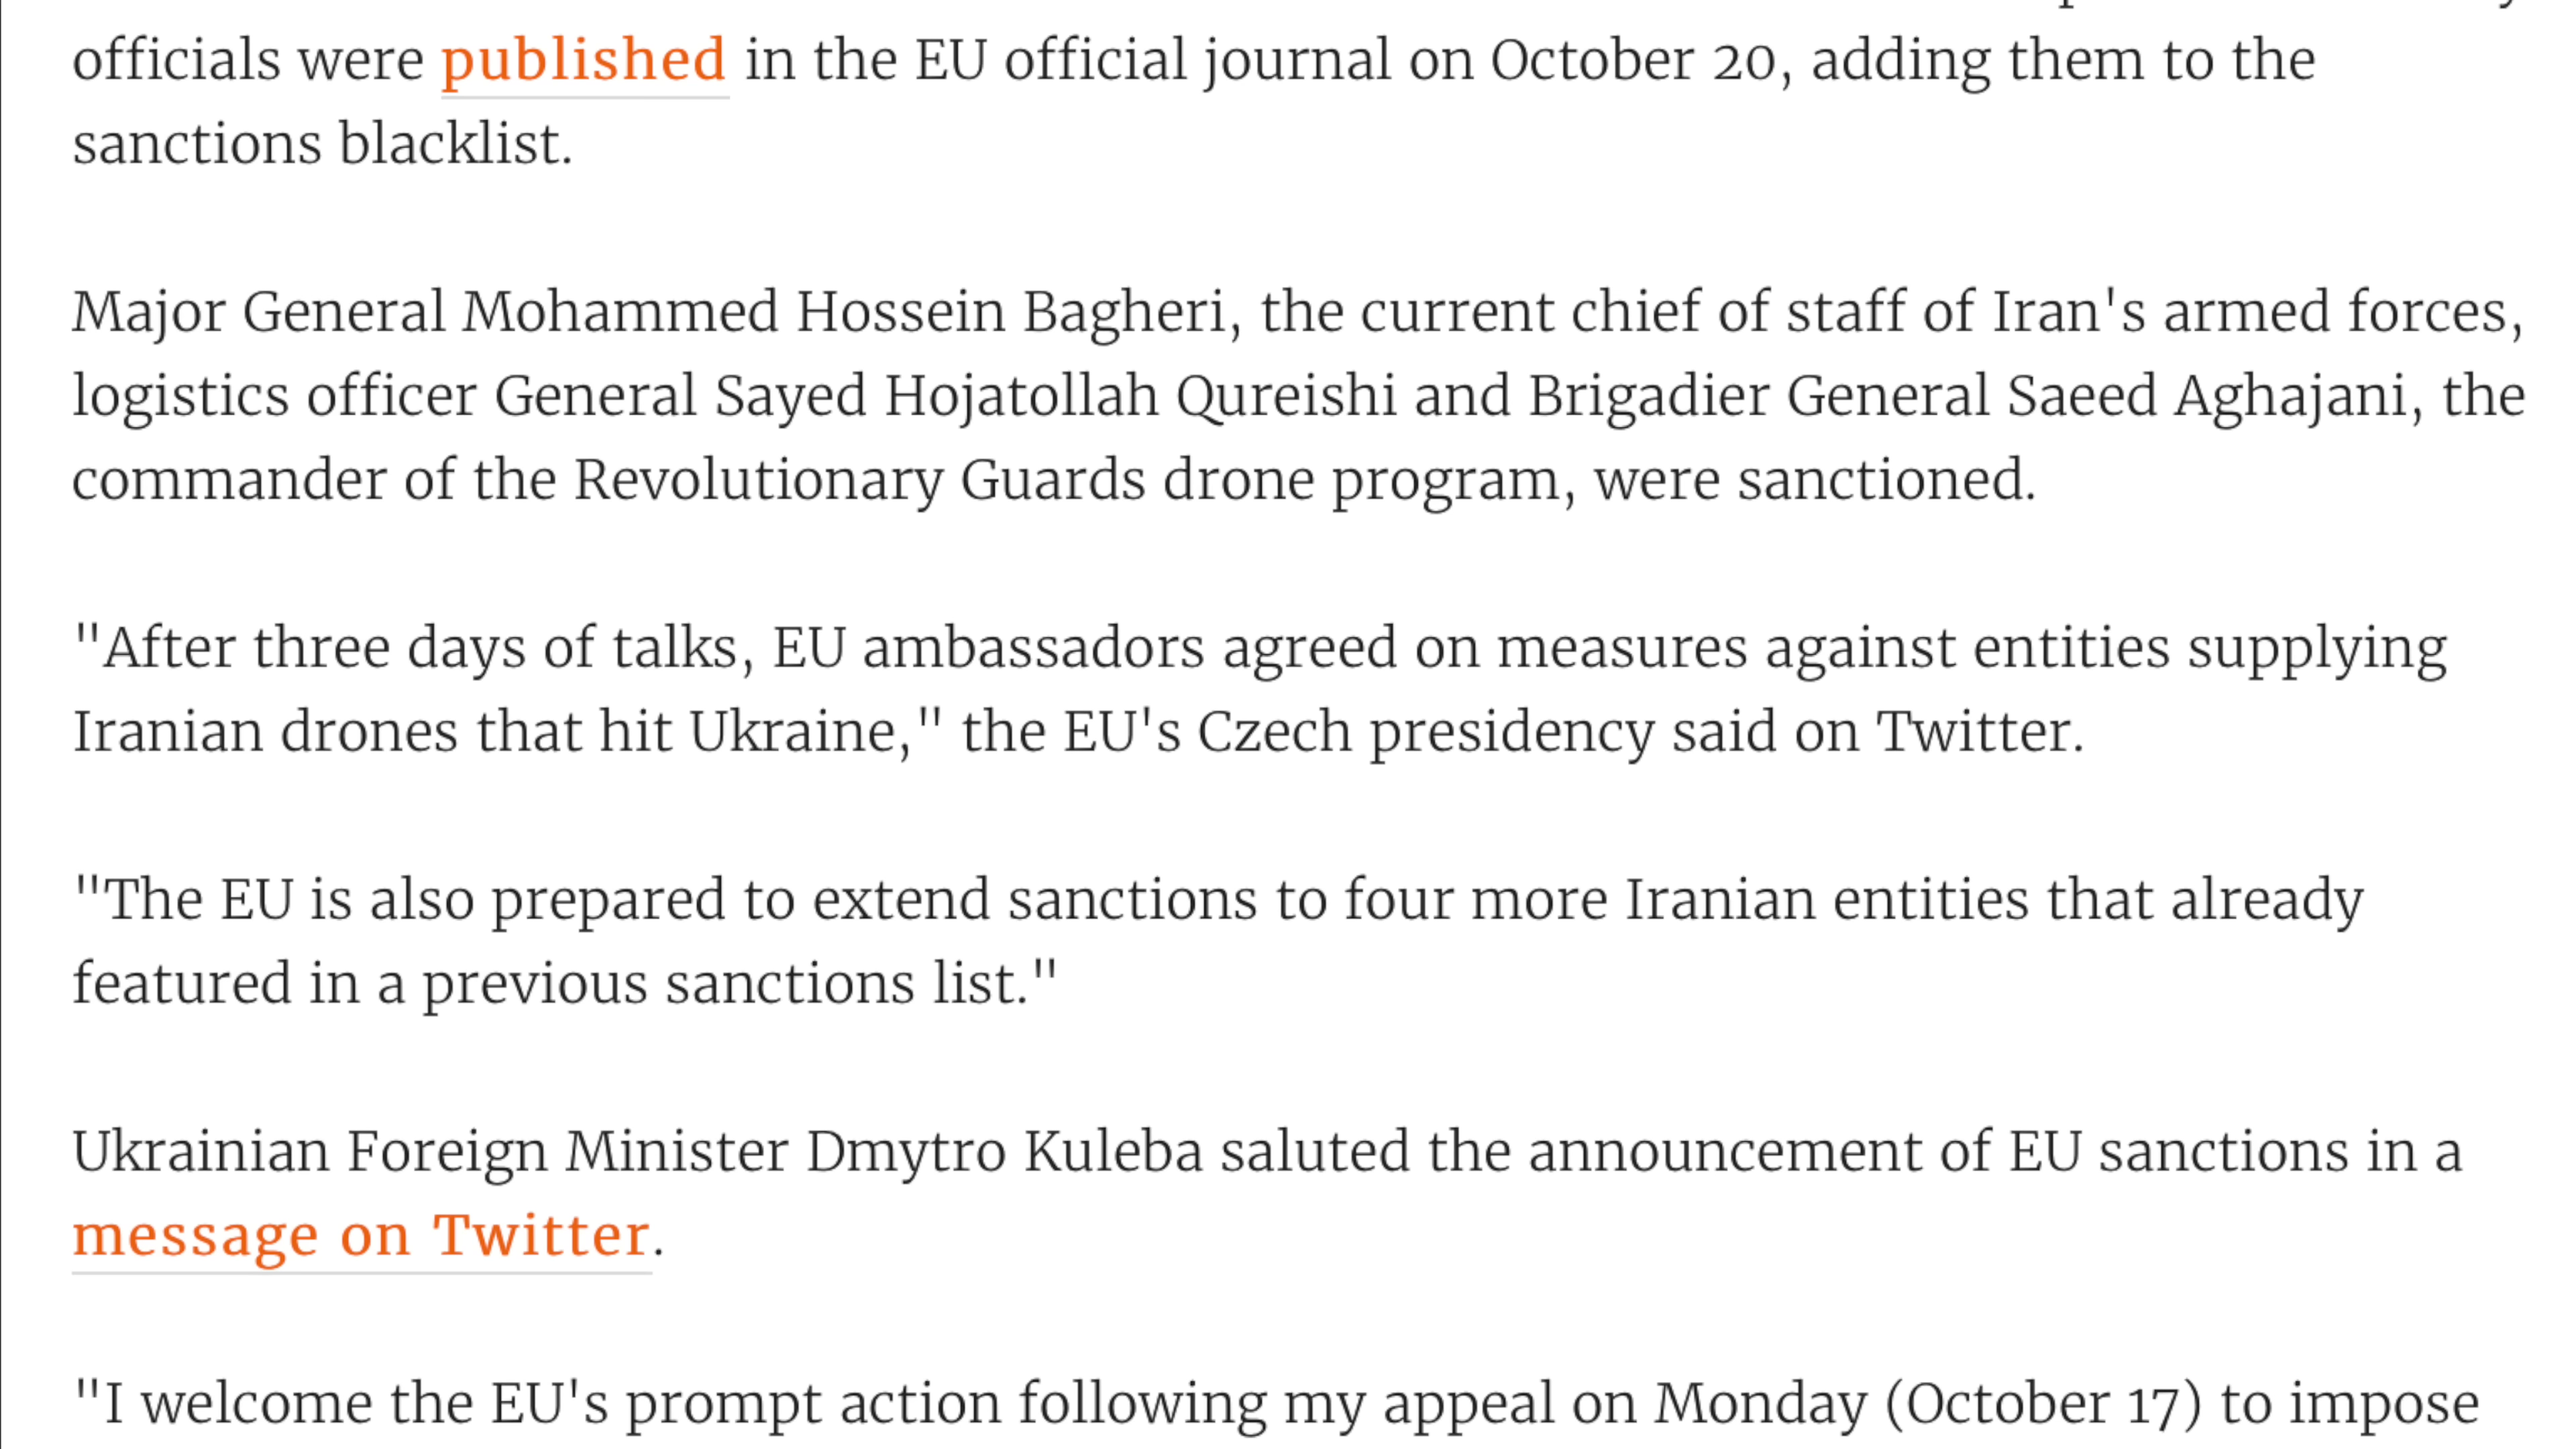 officials were published in the EU official journal on October 20, adding them to the
sanctions blacklist.
Major General Mohammed Hossein Bagheri, the current chief of staff of Iran's armed forces,
logistics officer General Sayed Hojatollah Qureishi and Brigadier General Saeed Aghajani, the
commander of the Revolutionary Guards drone program, were sanctioned.
"After three days of talks, EU ambassadors agreed on measures against entities supplying
Iranian drones that hit Ukraine," the EU's Czech presidency said on Twitter.
"The EU is also prepared to extend sanctions to four more Iranian entities that already
featured in a previous sanctions list."
Ukrainian Foreign Minister Dmytro Kuleba saluted the announcement of EU sanctions in a
message on Twitter.
"I welcome the EU's prompt action following my appeal on Monday (October 17) to impose